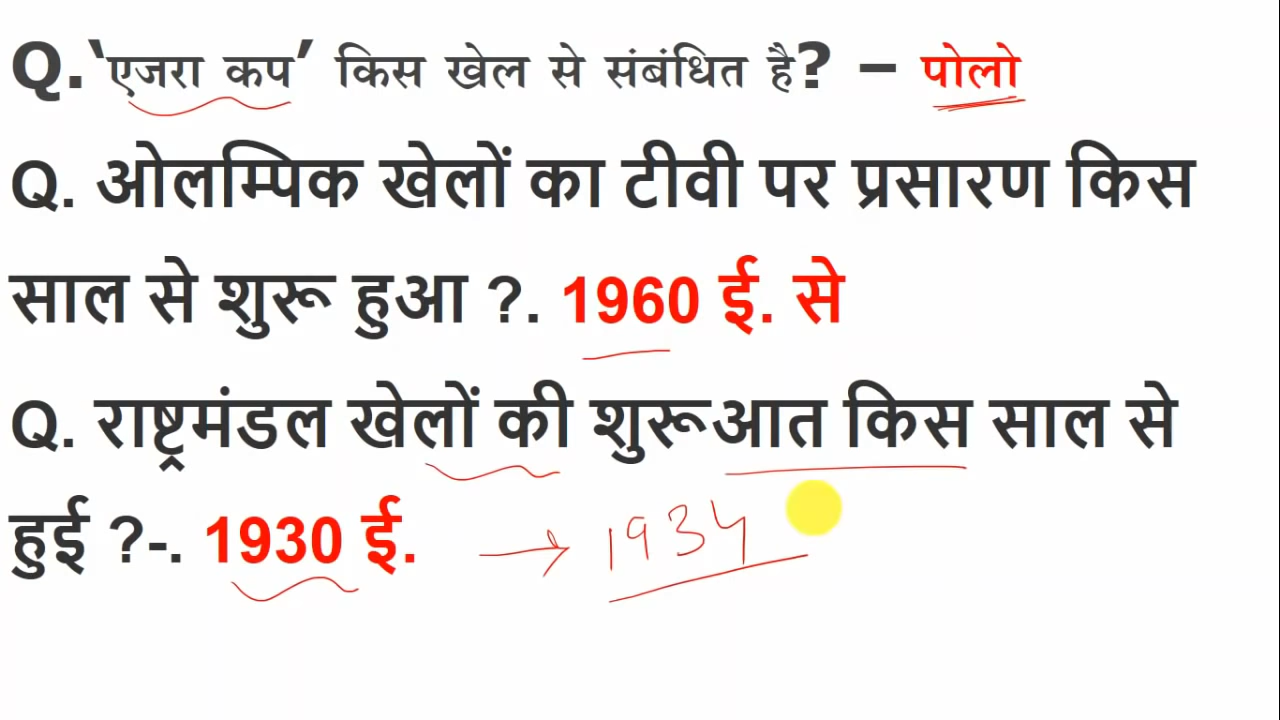 Q.‘एजरा कप’ किस खेल से संबंधित है? – पोलो
Q. ओलम्पिक खेलों का टीवी पर प्रसारण किस
साल से शुरू हुआ ?. 1960 ई. से
Q. राष्ट्रमंडल खेलों की शुरूआत किस साल से
हुई ?-. 1930 ई. → 1934